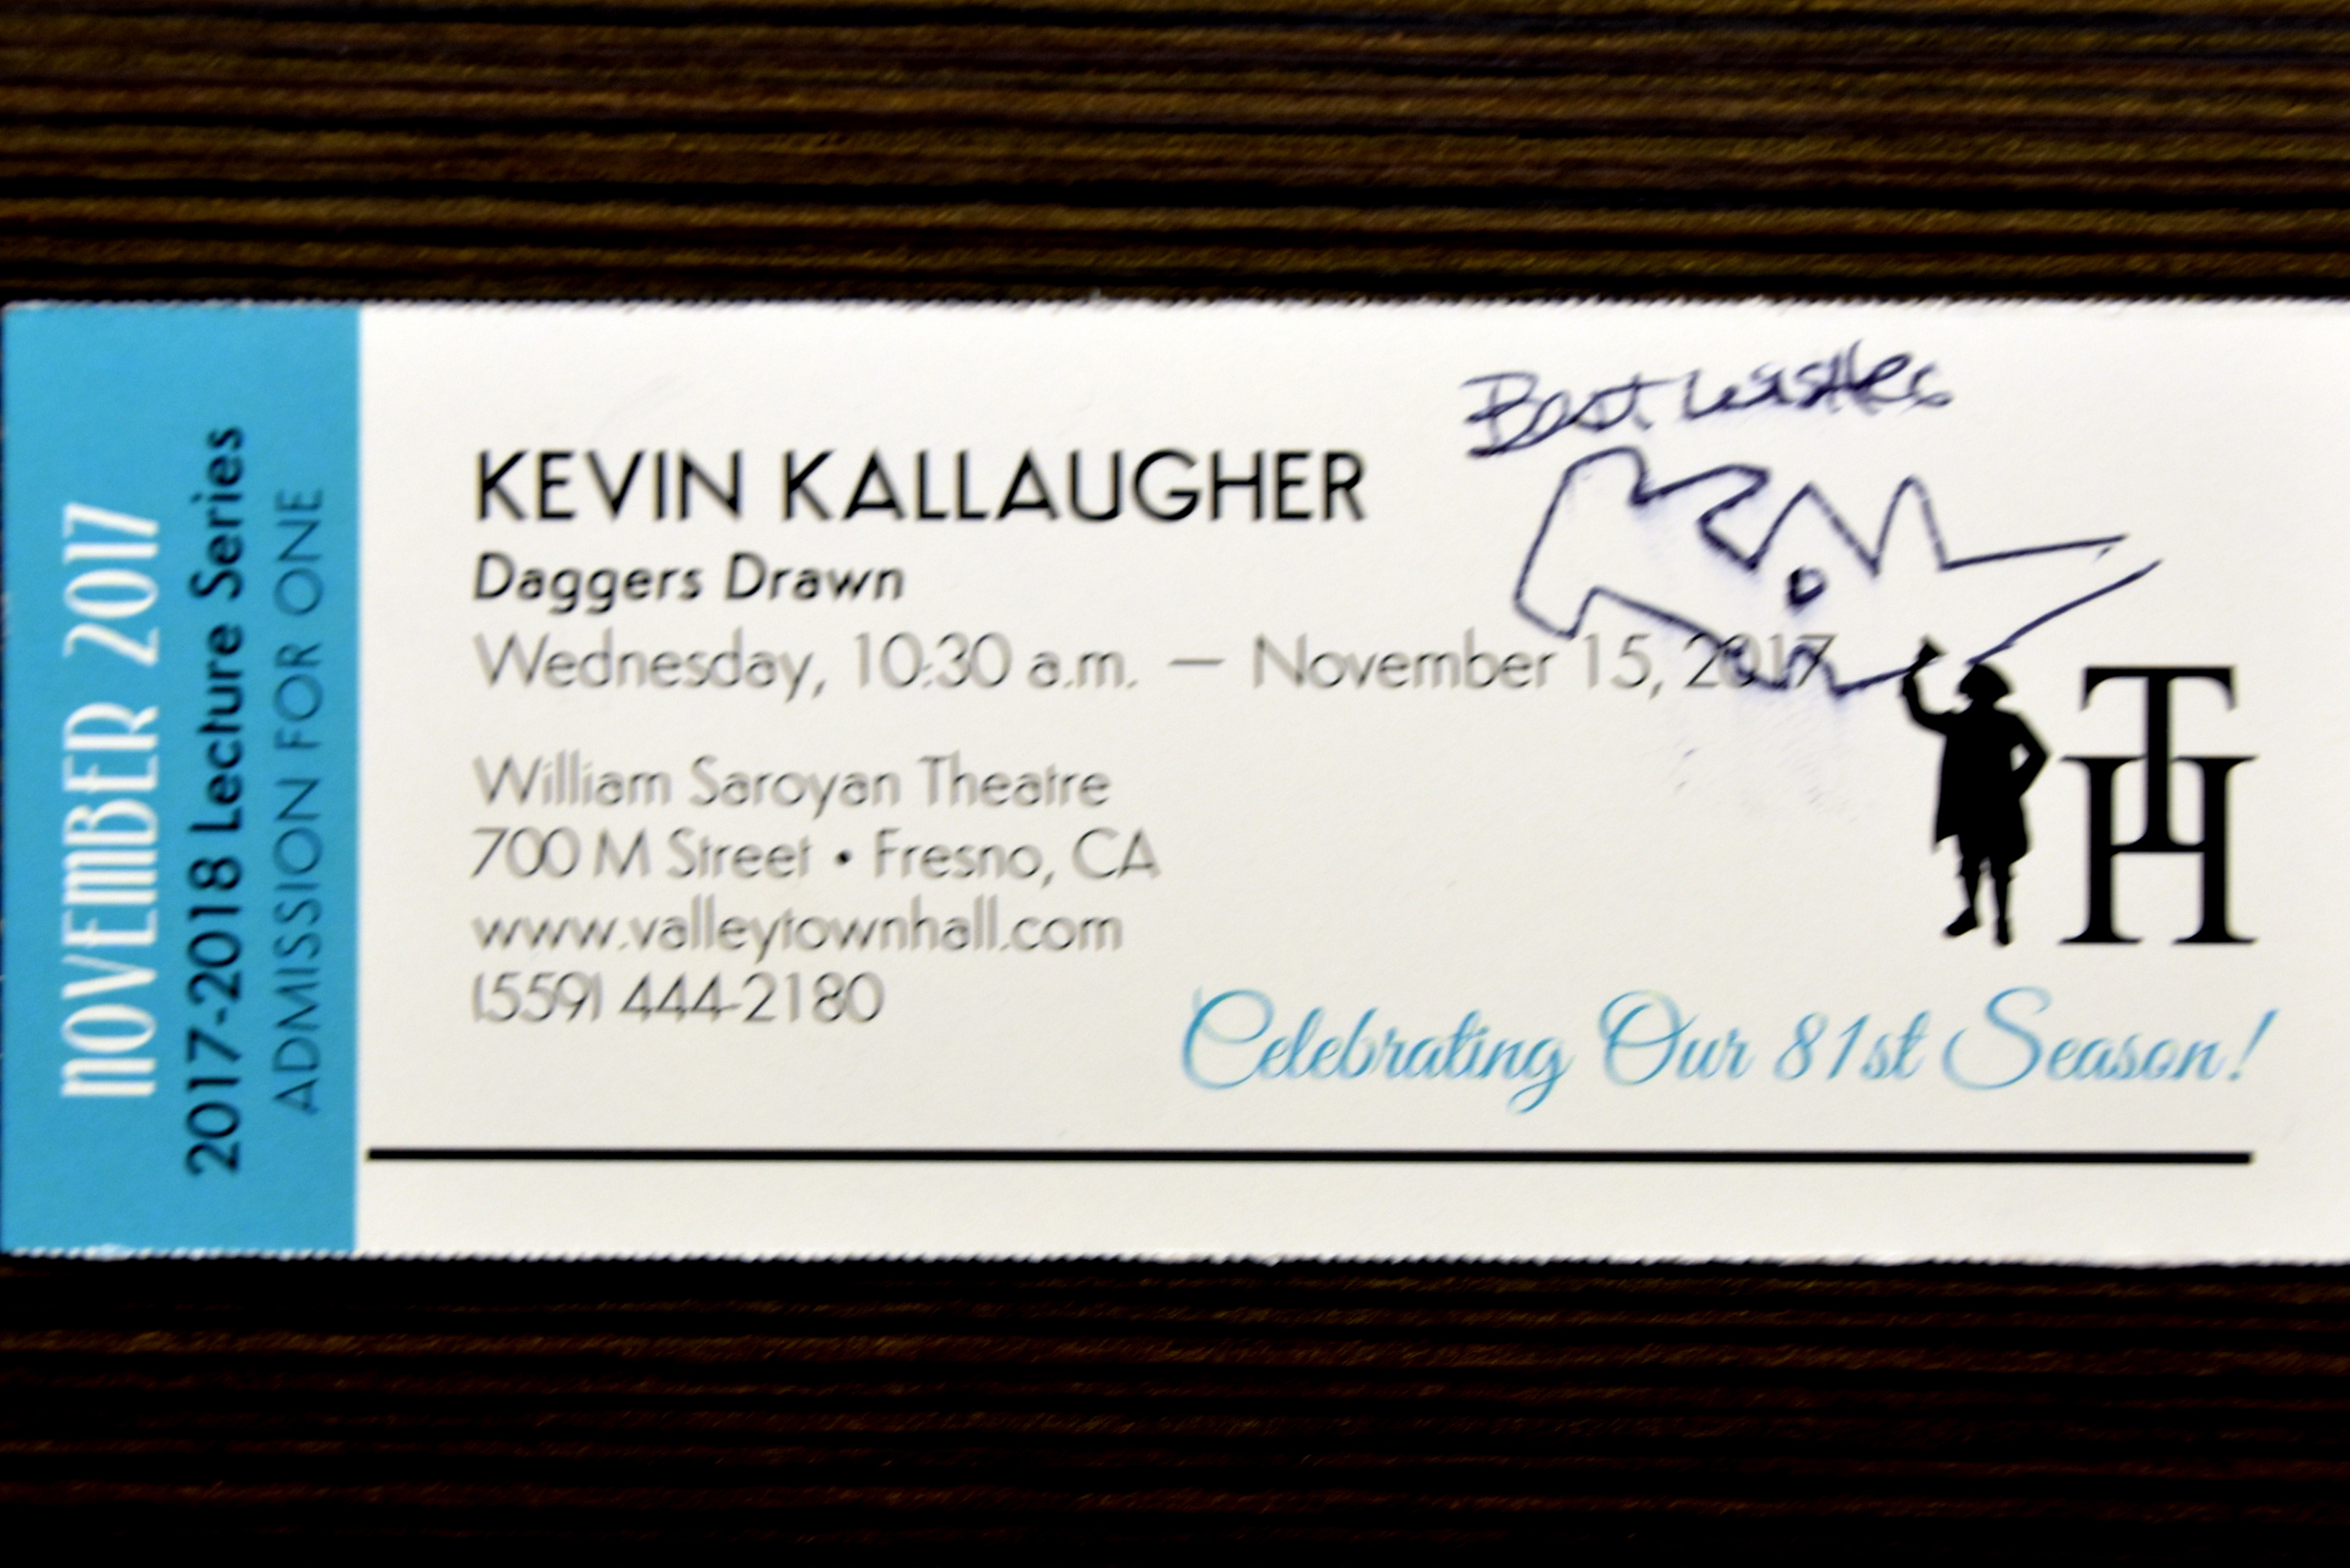 NOVEMBER 2017
2017-2018 Lecture Series
ADMISSION FOR ONE
Best wishes
KEVIN KALLAUGHER
Daggers Drawn
Wednesday, 10:30 a.m. — November 15, 2017
William Saroyan Theatre
700 M Street • Fresno, CA
www.valleytownhall.com
(559) 444-2180
TH
Celebrating Our 81st Season!